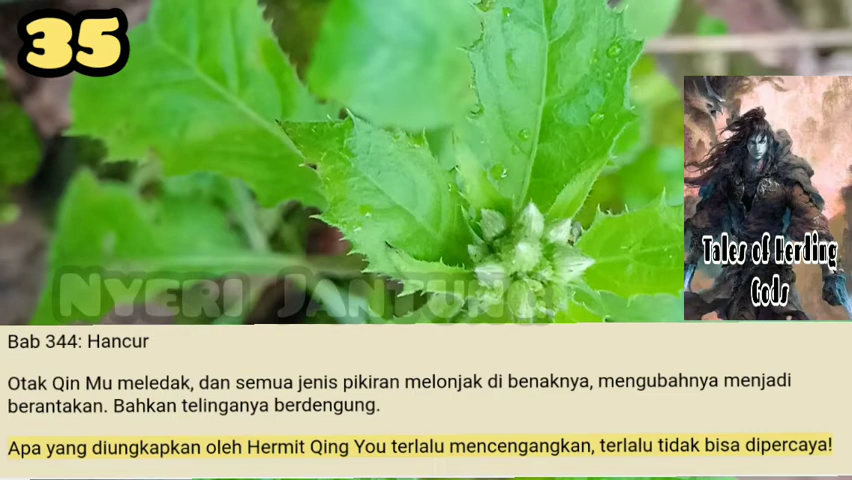 35
Tales of Herding
Gods
NYERI JANTUNG
Bab 344: Hancur
Otak Qin Mu meledak, dan semua jenis pikiran melonjak di benaknya, mengubahnya menjadi
berantakan. Bahkan telinganya berdengung.
Apa yang diungkapkan oleh Hermit Qing You terlalu mencengangkan, terlalu tidak bisa dipercaya!